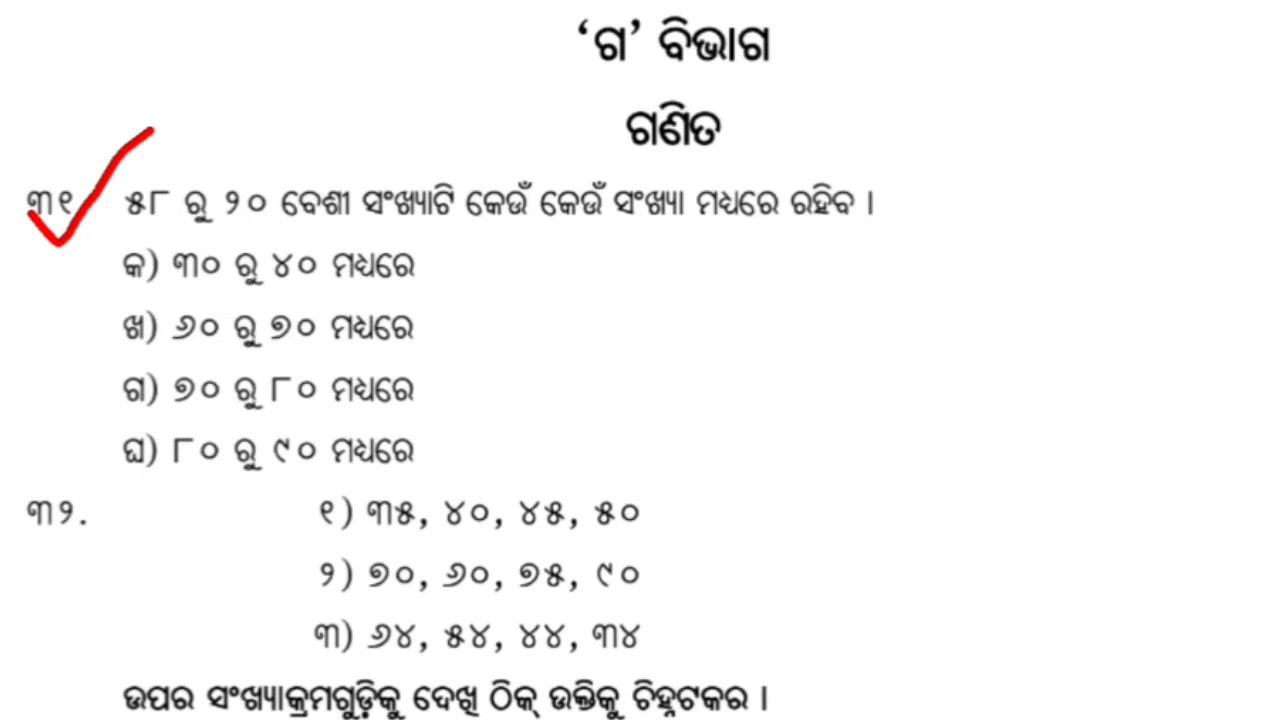 ‘ଗ’ ବିଭାଗ
ଗଣିତ
୩୧. ୫୮ ରୁ ୨୦ ବେଶୀ ସଂଖ୍ୟାଟି କେଉଁ କେଉଁ ସଂଖ୍ୟା ମଧ୍ୟରେ ରହିବ ।
କ) ୩୦ ରୁ ୪୦ ମଧ୍ୟରେ
ଖ) ୬୦ ରୁ ୭୦ ମଧ୍ୟରେ
ଗ) ୭୦ ରୁ ୮୦ ମଧ୍ୟରେ
ଘ) ୮୦ ରୁ ୯୦ ମଧ୍ୟରେ
୩୨. ୧) ୩୫, ୪୦, ୪୫, ୫୦
୨) ୭୦, ୬୦, ୭୫, ୯୦
୩) ୬୪, ୫୪, ୪୪, ୩୪
ଉପର ସଂଖ୍ୟାକ୍ରମଗୁଡ଼ିକୁ ଦେଖି ଠିକ୍ ଉକ୍ତିକୁ ଚିହ୍ନଟକର ।